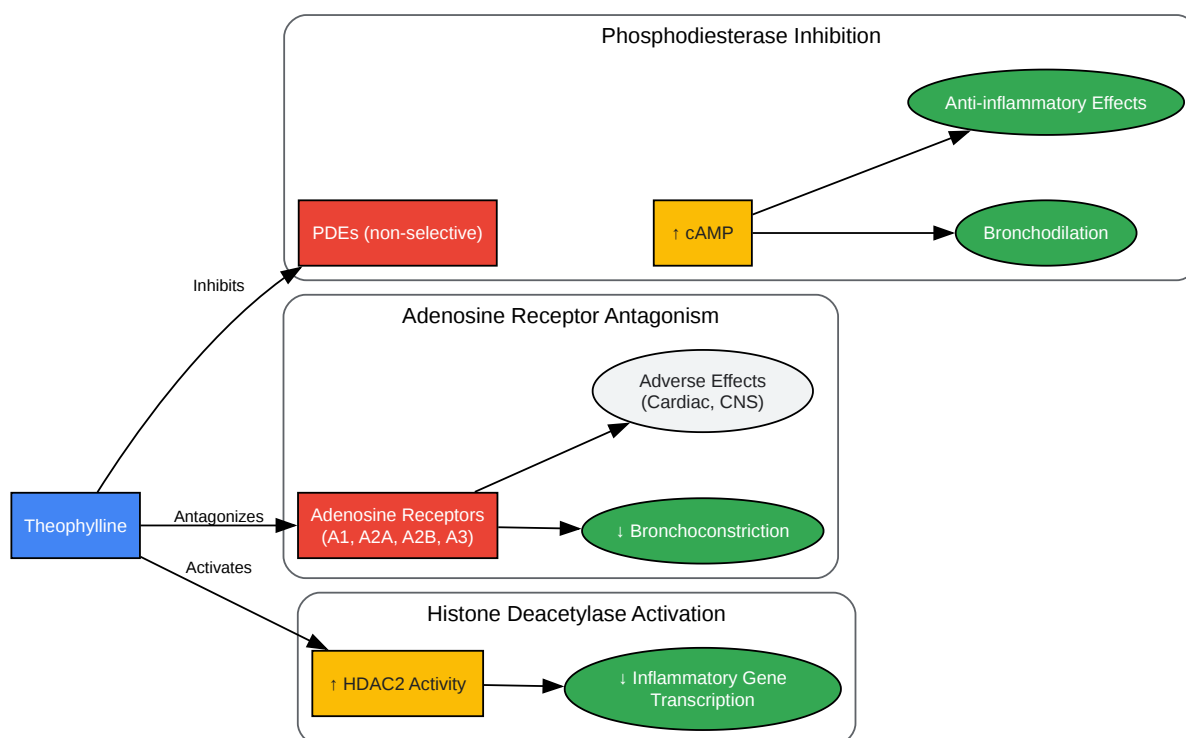 Phosphodiesterase Inhibition
Anti-inflammatory Effects
PDEs (non-selective)
↑ cAMP
Bronchodilation
Inhibits
Adenosine Receptor Antagonism
Adverse Effects
(Cardiac, CNS)
Theophylline
Antagonizes
Adenosine Receptors
(A1, A2A, A2B, A3)
↓ Bronchoconstriction
Activates
Histone Deacetylase Activation
↑ HDAC2 Activity
↓ Inflammatory Gene
Transcription